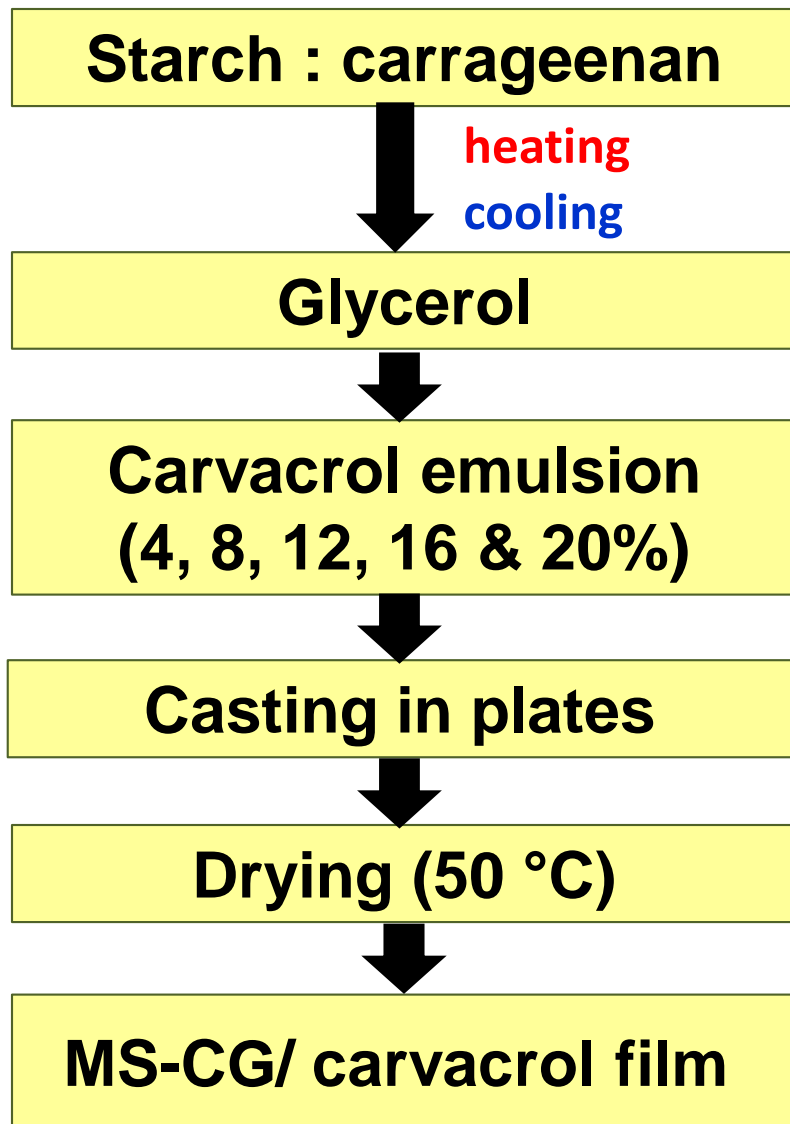 Starch : carrageenan
heating
cooling
Glycerol
Carvacrol emulsion
(4, 8, 12, 16 & 20%)
Casting in plates
Drying (50 °C)
MS-CG/ carvacrol film